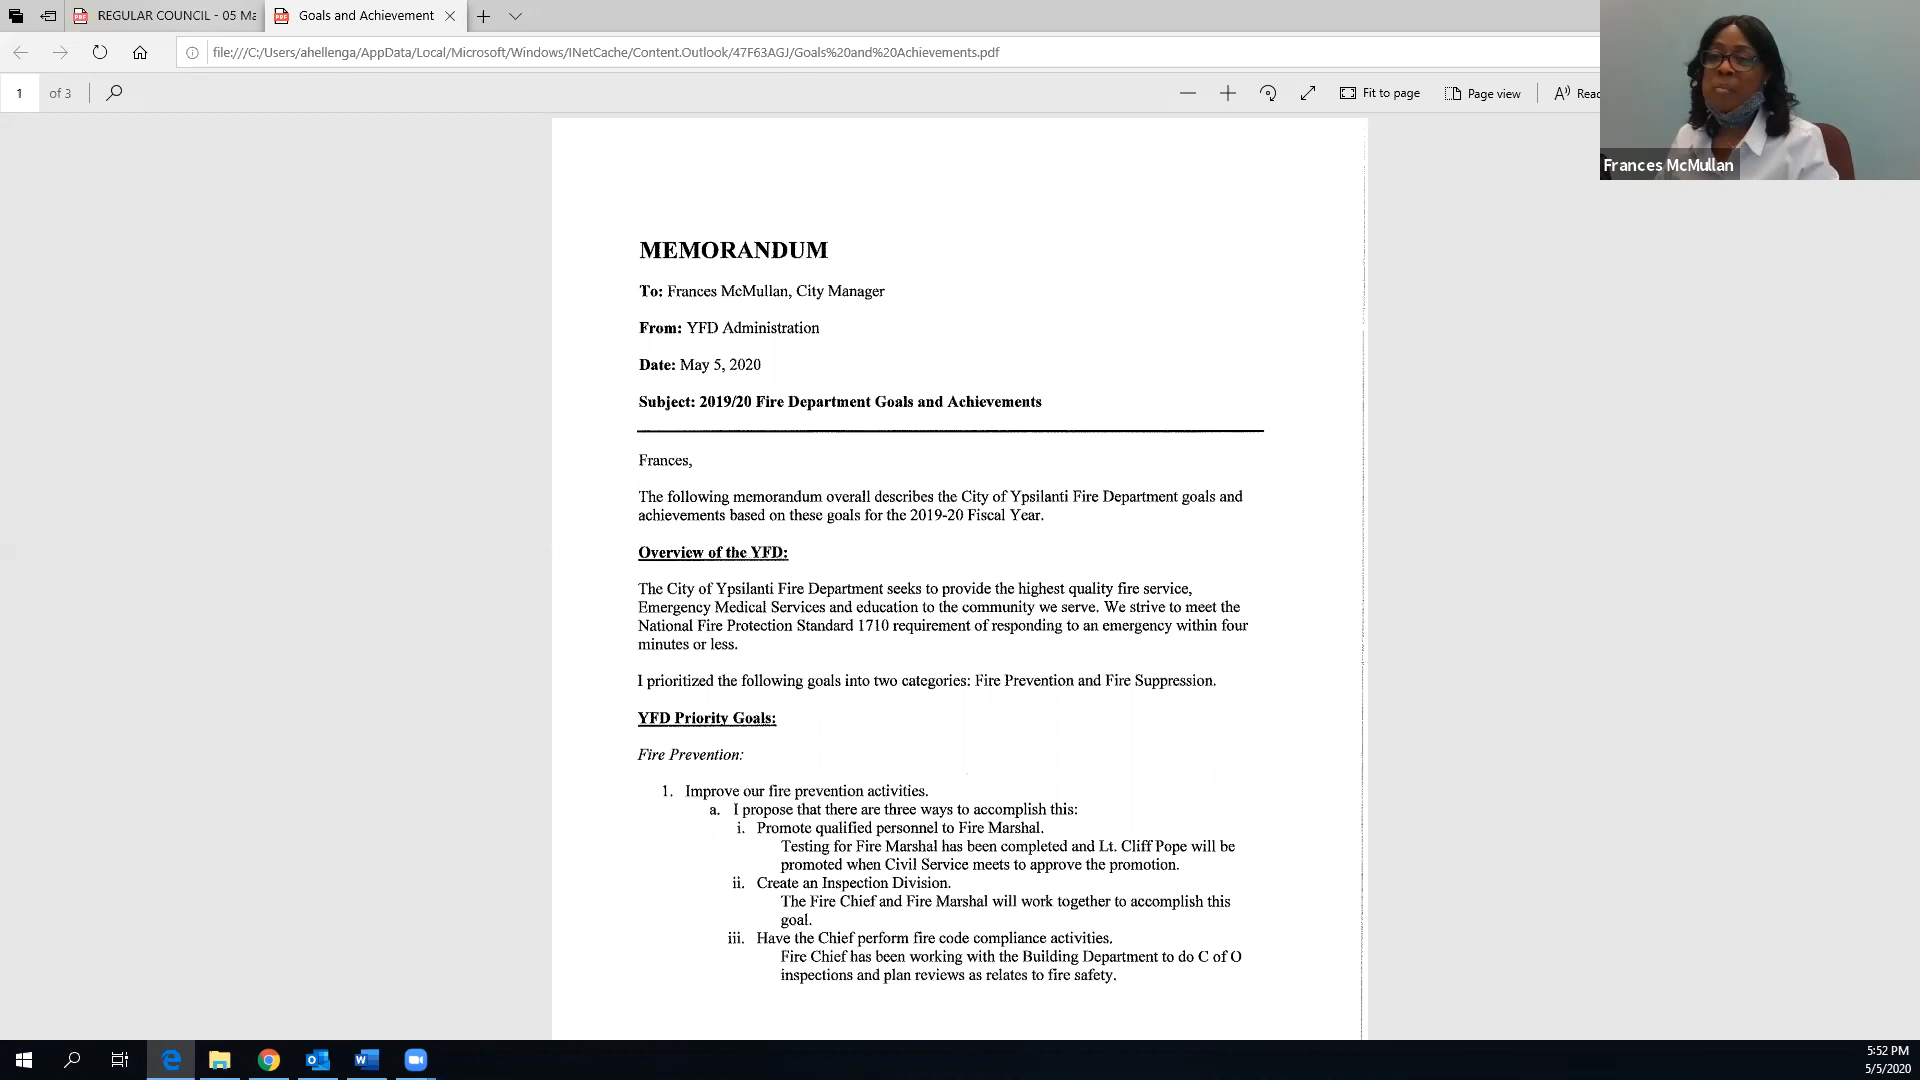 REGULAR COUNCIL - 05 Ma
Goals and Achievement
file:///C:/Users/ahellenga/AppData/Local/Microsoft/Windows/INetCache/Content.Outlook/47F63AGJ/Goals%20and%20Achievements.pdf
1 of 3
Fit to page
Page view
Read
Frances McMullan
MEMORANDUM
To: Frances McMullan, City Manager
From: YFD Administration
Date: May 5, 2020
Subject: 2019/20 Fire Department Goals and Achievements
Frances,
The following memorandum overall describes the City of Ypsilanti Fire Department goals and
achievements based on these goals for the 2019-20 Fiscal Year.
Overview of the YFD:
The City of Ypsilanti Fire Department seeks to provide the highest quality fire service,
Emergency Medical Services and education to the community we serve. We strive to meet the
National Fire Protection Standard 1710 requirement of responding to an emergency within four
minutes or less.
I prioritized the following goals into two categories: Fire Prevention and Fire Suppression.
YFD Priority Goals:
Fire Prevention:
1. Improve our fire prevention activities.
a. I propose that there are three ways to accomplish this:
i. Promote qualified personnel to Fire Marshal.
Testing for Fire Marshal has been completed and Lt. Cliff Pope will be
promoted when Civil Service meets to approve the promotion.
ii. Create an Inspection Division.
The Fire Chief and Fire Marshal will work together to accomplish this
goal.
iii. Have the Chief perform fire code compliance activities.
Fire Chief has been working with the Building Department to do C of O
inspections and plan reviews as relates to fire safety.
5:52 PM
5/5/2020